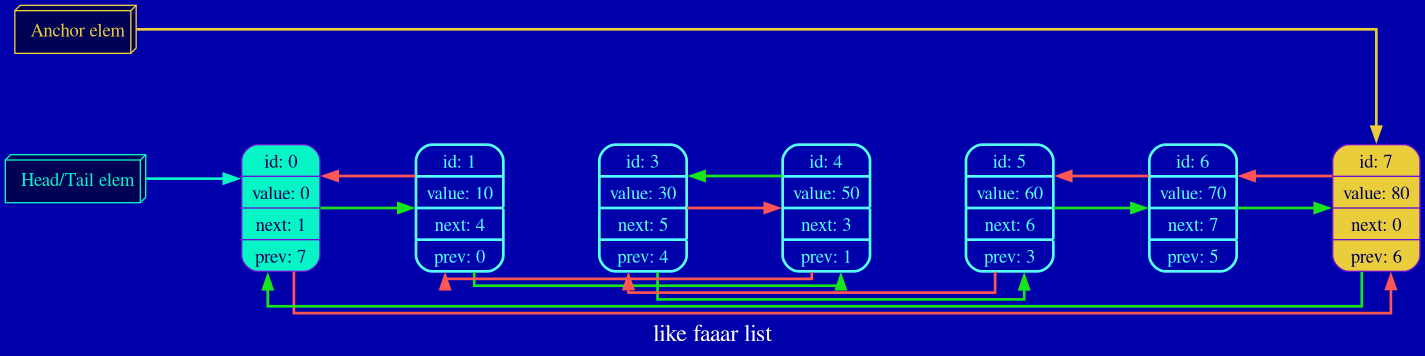 Anchor elem
Head/Tail elem
id: 0
value: 0
next: 1
prev: 7
id: 1
value: 10
next: 4
prev: 0
id: 3
value: 30
next: 5
prev: 4
id: 4
value: 50
next: 3
prev: 1
id: 5
value: 60
next: 6
prev: 3
id: 6
value: 70
next: 7
prev: 5
id: 7
value: 80
next: 0
prev: 6
like faaar list